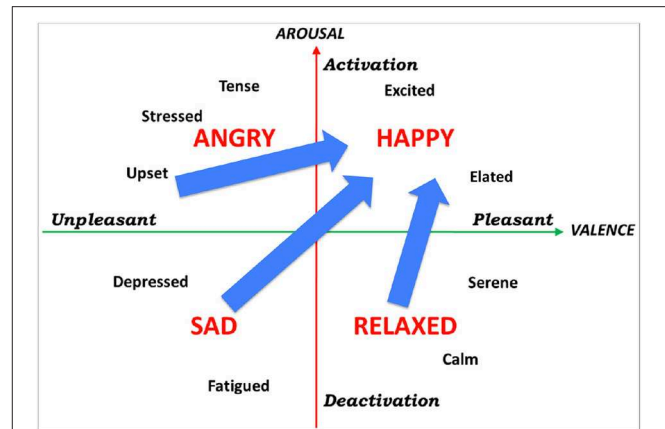 AROUSAL
Activation
Tense
Excited
Stressed
ANGRY
HAPPY
Upset
Elated
Unpleasant
Pleasant
VALENCE
Depressed
Serene
SAD
RELAXED
Calm
Fatigued
Deactivation